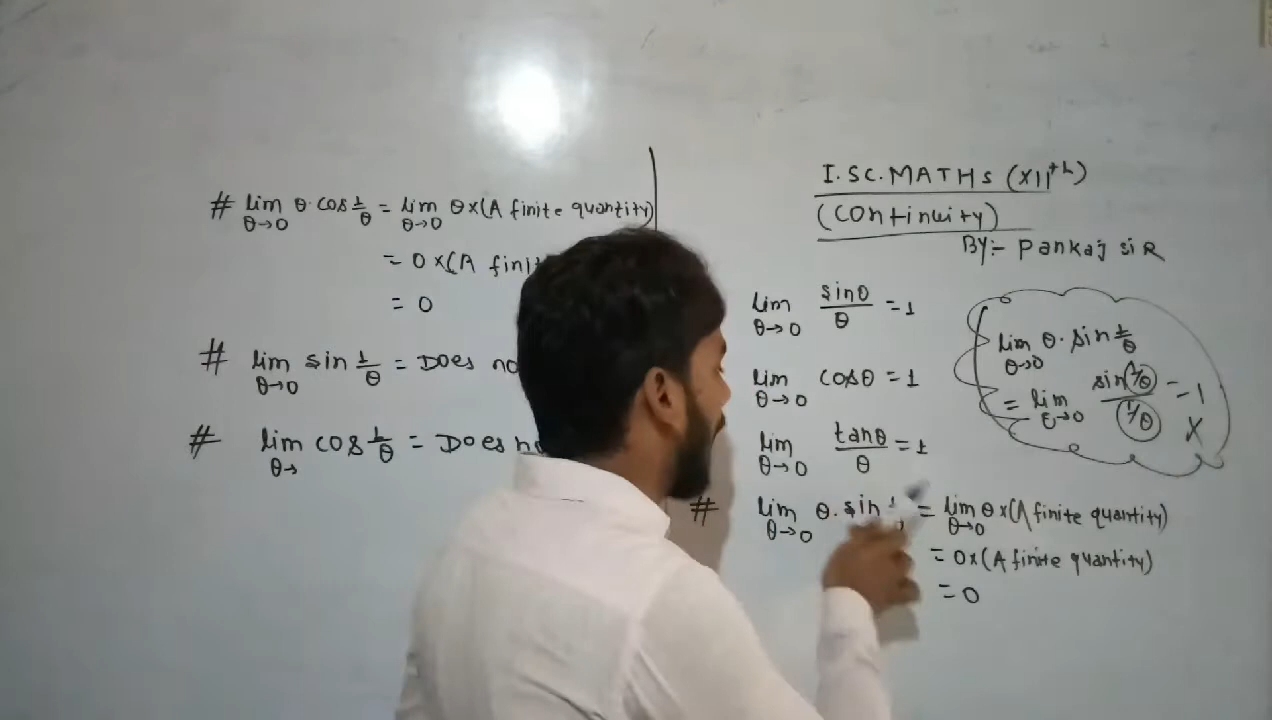 # lim θ→0 θ·cos 1/θ = lim θ→0 θ×(A finite quantity)
= 0×(A fini
= 0
# lim θ→0 sin 1/θ = Does no
# lim θ→ cos 1/θ = Does
I.SC.MATHS (XIIth)
(continuity)
BY:- Pankaj siR
lim θ→0 sinθ/θ = 1
lim θ→0 cosθ = 1
lim θ→0 tanθ/θ = 1
# lim θ→0 θ·sin = lim θ→0 θ×(A finite quantity)
= 0×(A finite quantity)
= 0
lim θ→0 θ·sin 1/θ
= lim θ→0 sin(1/θ)/(1/θ) = 1
X